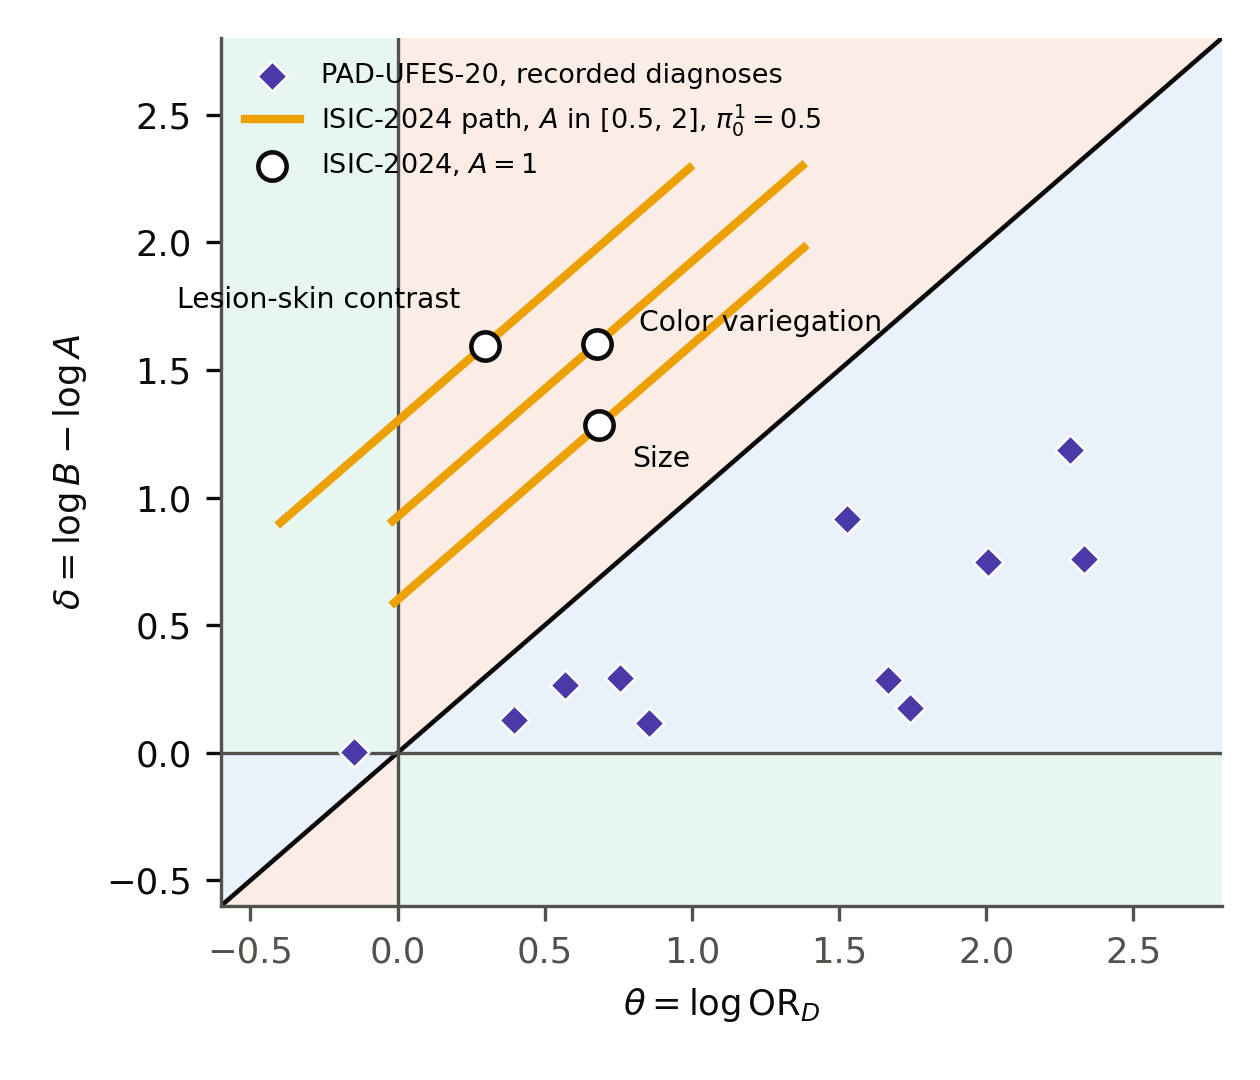 PAD-UFES-20, recorded diagnoses
ISIC-2024 path, A in [0.5, 2], π₀¹ = 0.5
ISIC-2024, A = 1
2.5
2.0
1.5
1.0
0.5
0.0
−0.5
δ = log B − log A
Lesion-skin contrast
Color variegation
Size
−0.5
0.0
0.5
1.0
1.5
2.0
2.5
θ = log OR_D